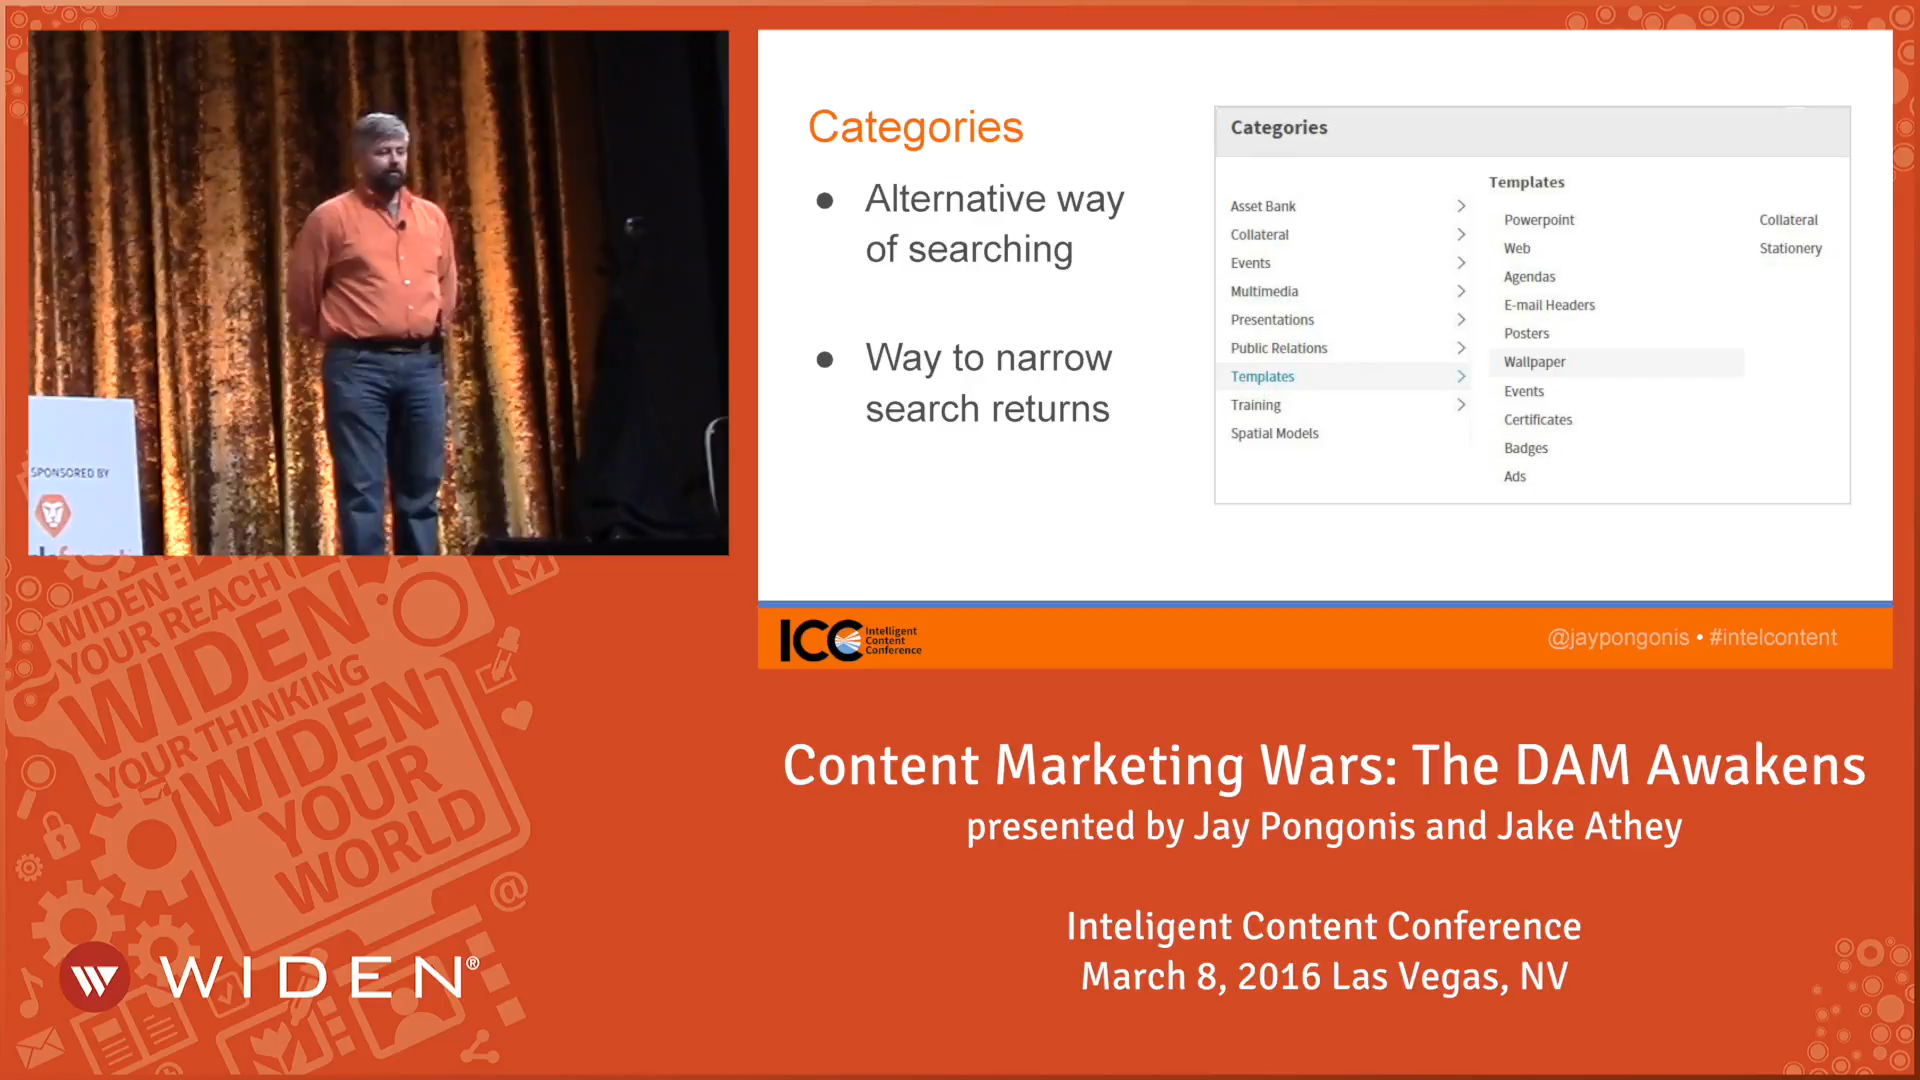 SPONSORED BY
Categories
● Alternative way
of searching
● Way to narrow
search returns
Categories
Asset Bank
Collateral
Events
Multimedia
Presentations
Public Relations
Templates
Training
Spatial Models
Templates
Powerpoint
Web
Agendas
E-mail Headers
Posters
Wallpaper
Events
Certificates
Badges
Ads
Collateral
Stationery
ICC Intelligent
Content
Conference
@jaypongonis • #intelcontent
WIDEN
YOUR REACH
WIDEN
YOUR THINKING
WIDEN
YOUR
WORLD
@
WIDEN®
Content Marketing Wars: The DAM Awakens
presented by Jay Pongonis and Jake Athey
Inteligent Content Conference
March 8, 2016 Las Vegas, NV